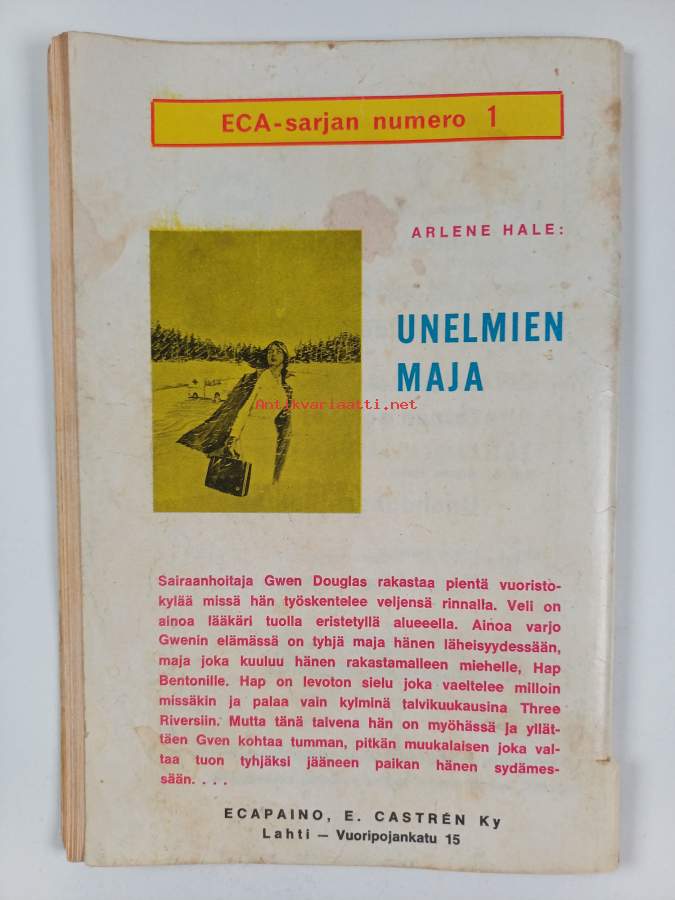 ECA-sarjan numero 1
ARLENE HALE:
UNELMIEN
MAJA
Antikvariaatti.net
Sairaanhoitaja Gwen Douglas rakastaa pientä vuoristo-
kylää missä hän työskentelee veljensä rinnalla. Veli on
ainoa lääkäri tuolla eristetyllä alueeella. Ainoa varjo
Gwenin elämässä on tyhjä maja hänen läheisyydessään,
maja joka kuuluu hänen rakastamalleen miehelle, Hap
Bentonille. Hap on levoton sielu joka vaeltelee milloin
missäkin ja palaa vain kylminä talvikuukausina Three
Riversiin. Mutta tänä talvena hän on myöhässä ja yllät-
täen Gven kohtaa tumman, pitkän muukalaisen joka val-
taa tuon tyhjäksi jääneen paikan hänen sydämes-
sään. . . .
ECAPAINO, E. CASTRÉN Ky
Lahti — Vuoripojankatu 15